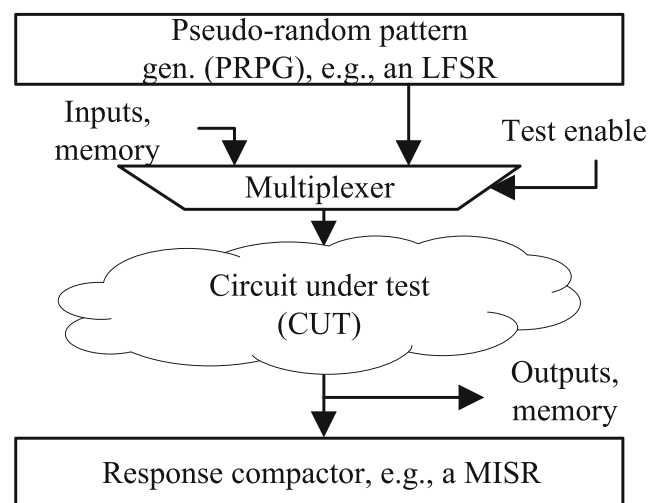 Pseudo-random pattern
gen. (PRPG), e.g., an LFSR
Inputs,
memory
Test enable
Multiplexer
Circuit under test
(CUT)
Outputs,
memory
Response compactor, e.g., a MISR